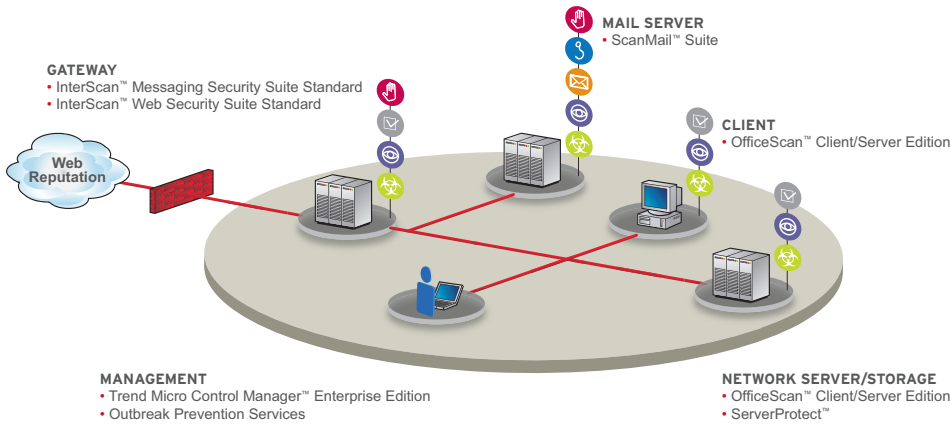 MAIL SERVER
• ScanMail™ Suite
GATEWAY
• InterScan™ Messaging Security Suite Standard
• InterScan™ Web Security Suite Standard
CLIENT
• OfficeScan™ Client/Server Edition
Web
Reputation
MANAGEMENT
• Trend Micro Control Manager™ Enterprise Edition
• Outbreak Prevention Services
NETWORK SERVER/STORAGE
• OfficeScan™ Client/Server Edition
• ServerProtect™